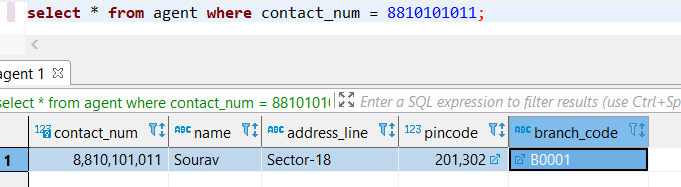 select * from agent where contact_num = 8810101011;
agent 1
select * from agent where contact_num = 88101010
Enter a SQL expression to filter results (use Ctrl+Sp
123 contact_num ABC name ABC address_line 123 pincode ABC branch_code
1 8,810,101,011 Sourav Sector-18 201,302 B0001